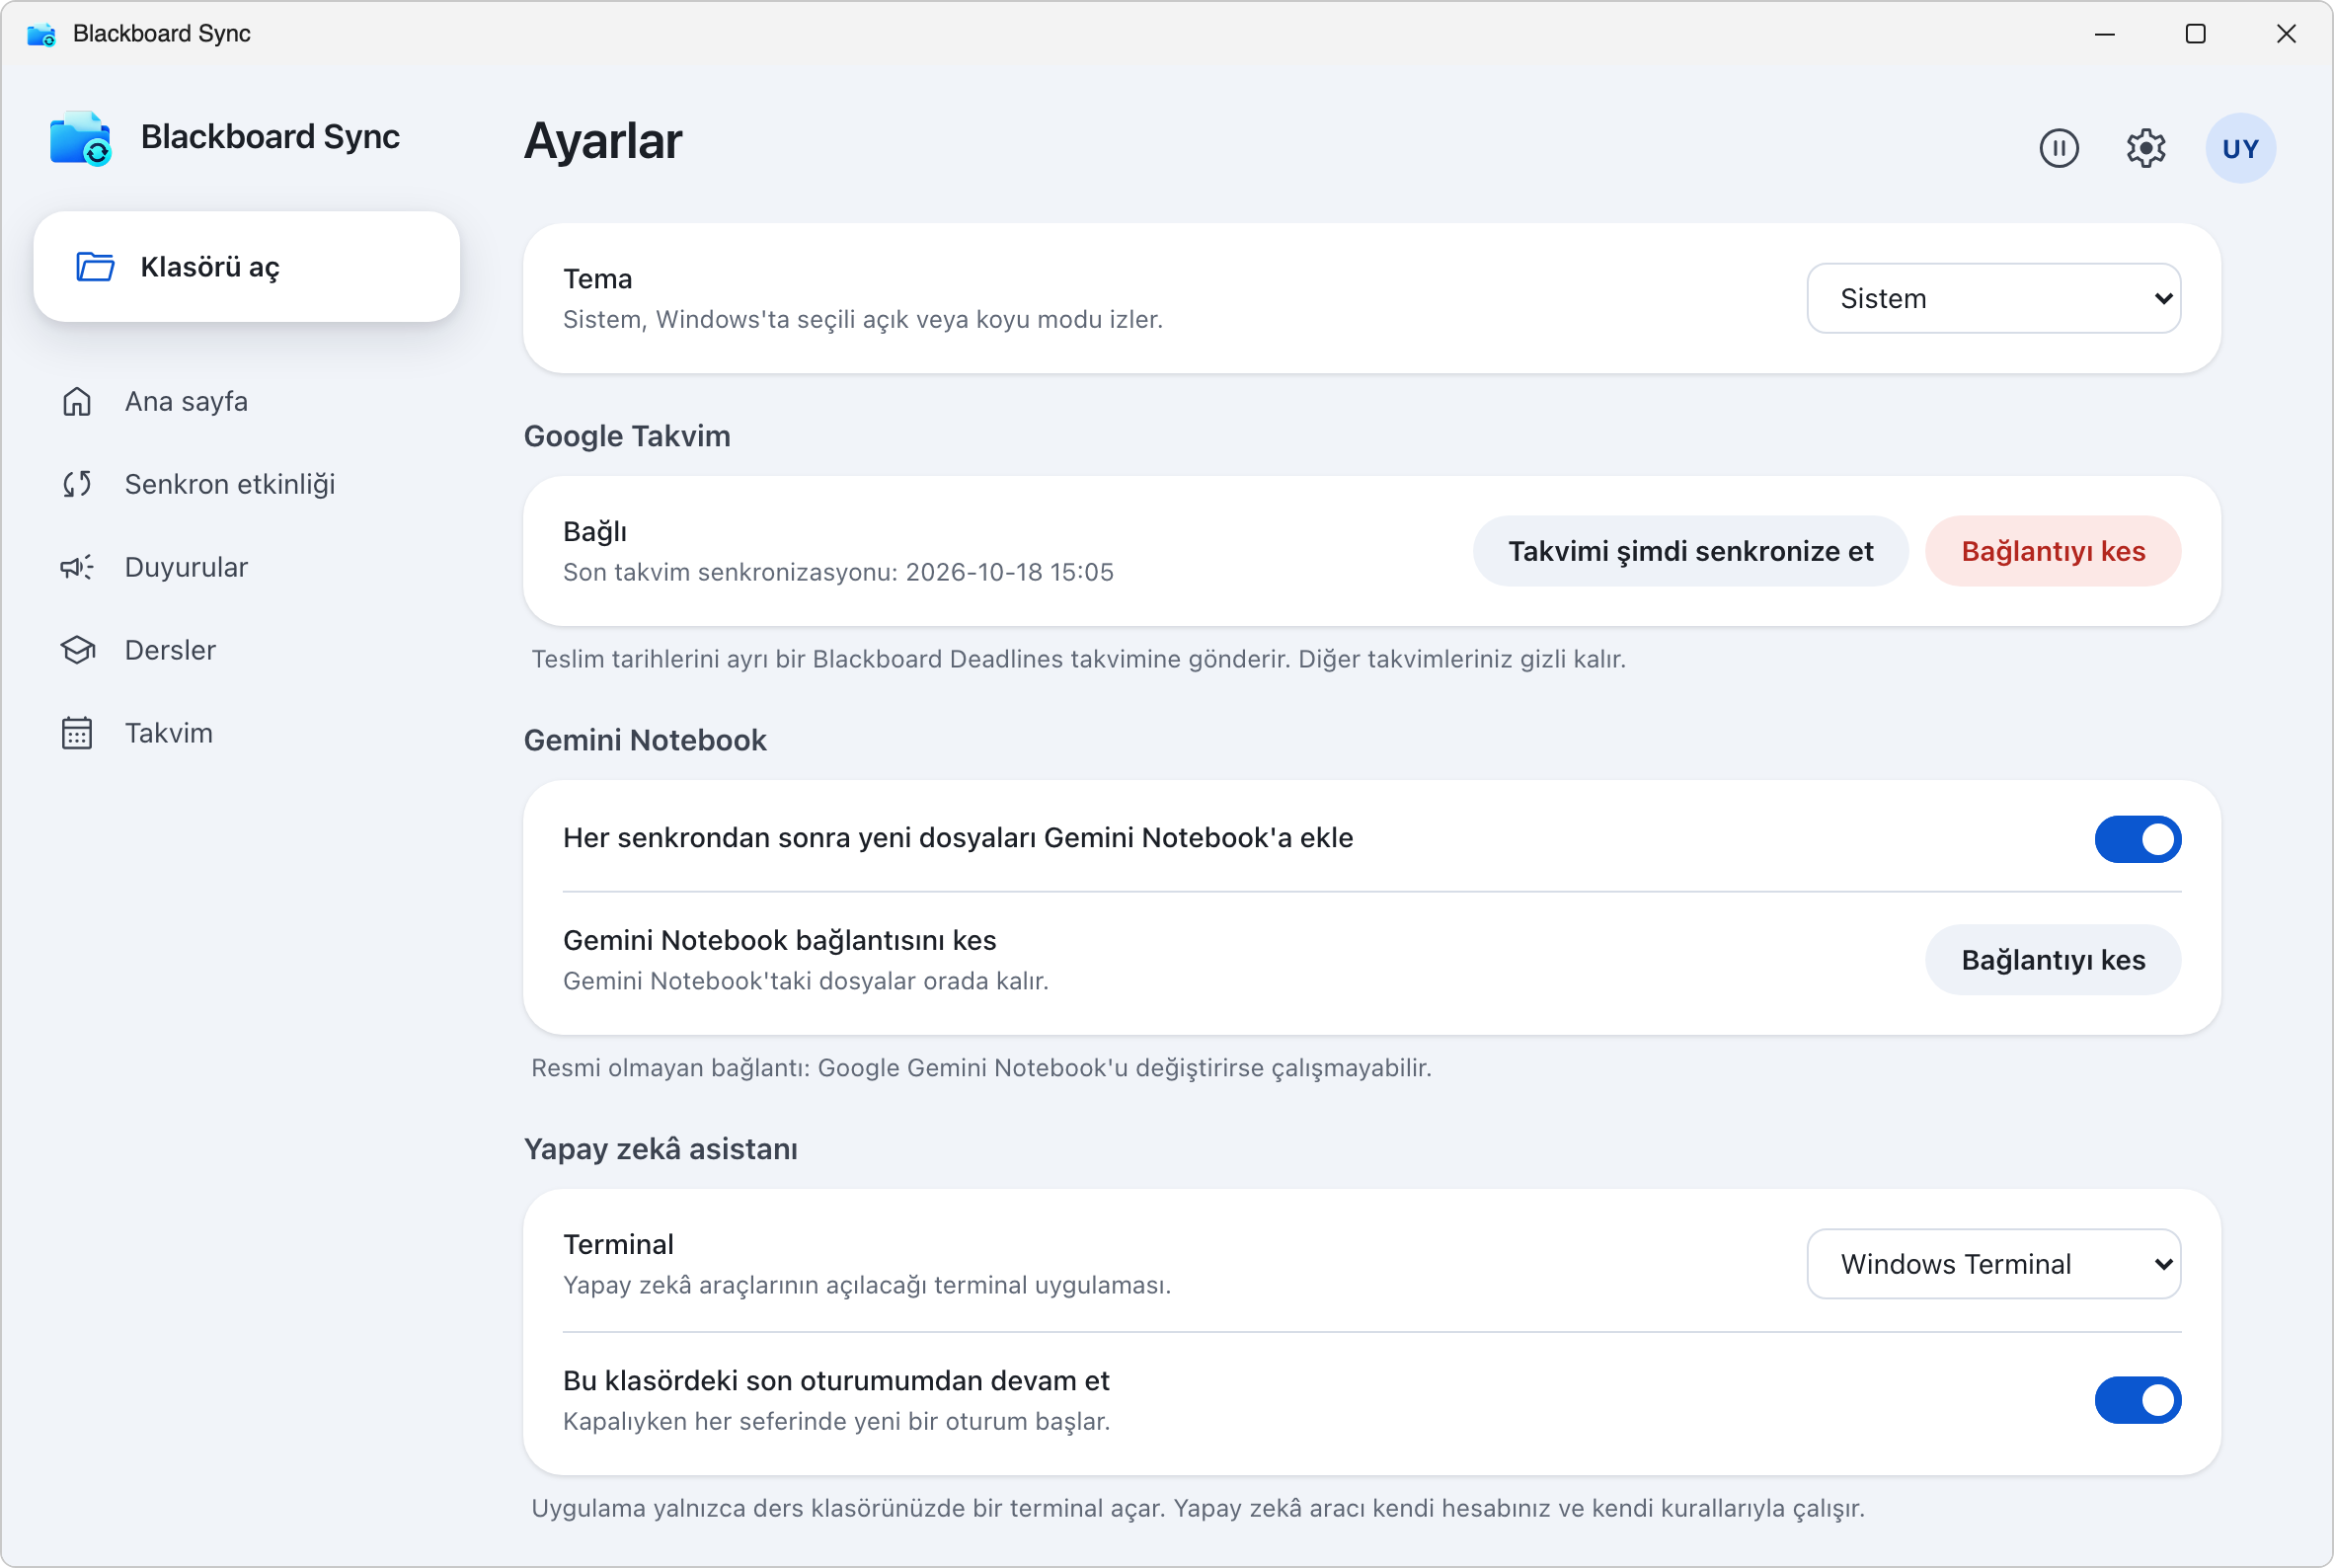 Blackboard Sync
Blackboard Sync
Klasörü aç
Ana sayfa
Senkron etkinliği
Duyurular
Dersler
Takvim
Ayarlar
UY
Tema
Sistem, Windows'ta seçili açık veya koyu modu izler.
Sistem
Google Takvim
Bağlı
Son takvim senkronizasyonu: 2026-10-18 15:05
Takvimi şimdi senkronize et
Bağlantıyı kes
Teslim tarihlerini ayrı bir Blackboard Deadlines takvimine gönderir. Diğer takvimleriniz gizli kalır.
Gemini Notebook
Her senkrondan sonra yeni dosyaları Gemini Notebook'a ekle
Gemini Notebook bağlantısını kes
Gemini Notebook'taki dosyalar orada kalır.
Bağlantıyı kes
Resmi olmayan bağlantı: Google Gemini Notebook'u değiştirirse çalışmayabilir.
Yapay zekâ asistanı
Terminal
Yapay zekâ araçlarının açılacağı terminal uygulaması.
Windows Terminal
Bu klasördeki son oturumumdan devam et
Kapalıyken her seferinde yeni bir oturum başlar.
Uygulama yalnızca ders klasörünüzde bir terminal açar. Yapay zekâ aracı kendi hesabınız ve kendi kurallarıyla çalışır.